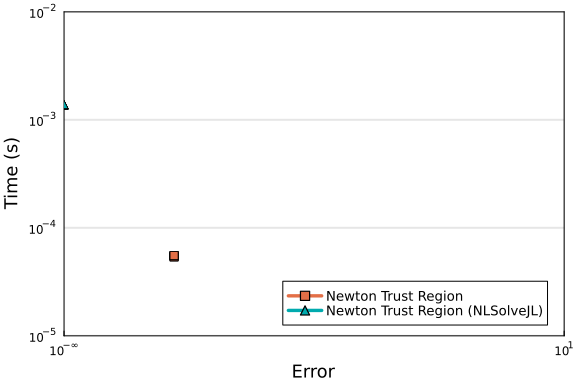 10⁻²
10⁻³
10⁻⁴
10⁻⁵
Time (s)
Newton Trust Region
Newton Trust Region (NLSolveJL)
10⁻∞
10¹
Error